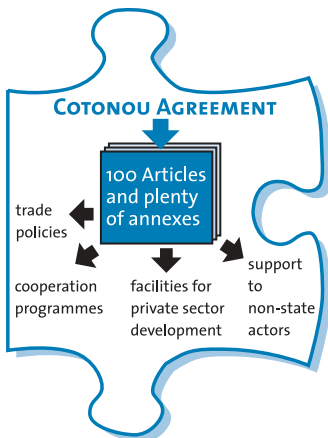 COTONOU AGREEMENT
100 Articles
and plenty
of annexes
trade
policies
cooperation
programmes
facilities for
private sector
development
support
to
non-state
actors